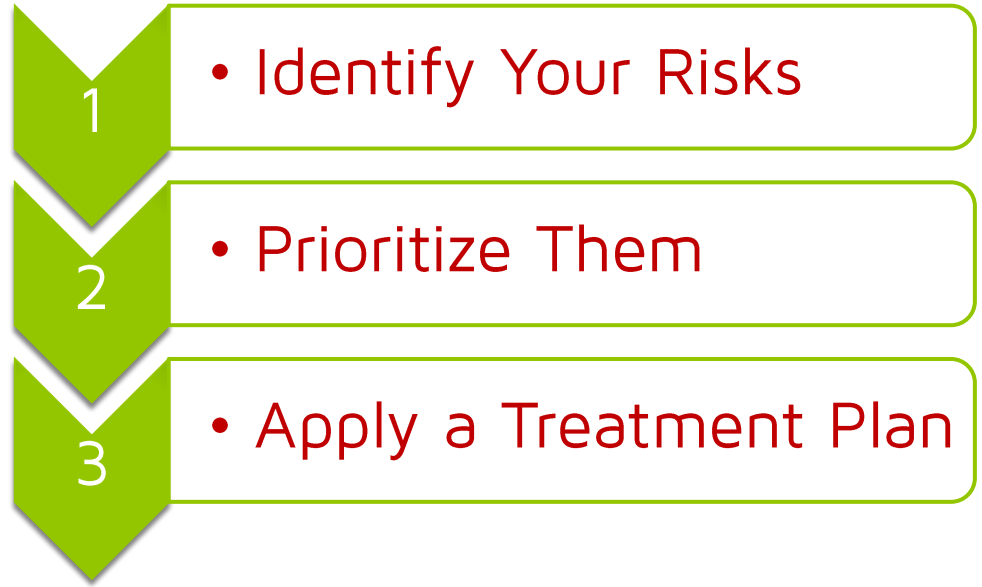 1
• Identify Your Risks
2
• Prioritize Them
3
• Apply a Treatment Plan